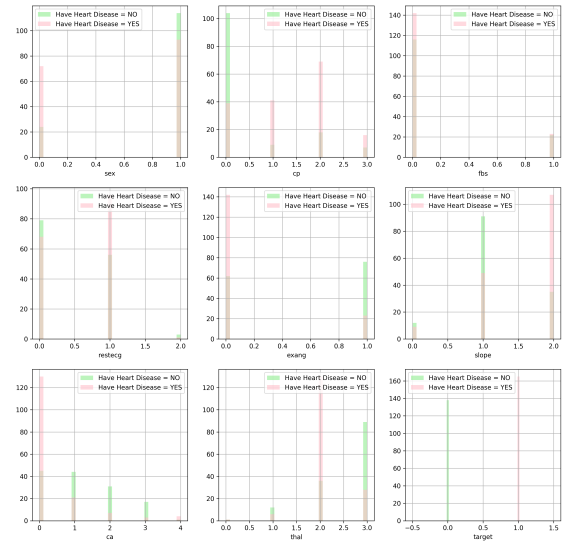 Have Heart Disease = NO
Have Heart Disease = YES
120
100
80
60
40
20
0
0.0 0.2 0.4 0.6 0.8 1.0
sex
Have Heart Disease = NO
Have Heart Disease = YES
100
80
60
40
20
0
0.0 0.5 1.0 1.5 2.0 2.5 3.0
cp
Have Heart Disease = NO
Have Heart Disease = YES
140
120
100
80
60
40
20
0
0.0 0.2 0.4 0.6 0.8 1.0
fbs
Have Heart Disease = NO
Have Heart Disease = YES
100
80
60
40
20
0
0.0 0.5 1.0 1.5 2.0
restecg
Have Heart Disease = NO
Have Heart Disease = YES
140
120
100
80
60
40
20
0
0.0 0.2 0.4 0.6 0.8 1.0
exang
Have Heart Disease = NO
Have Heart Disease = YES
100
80
60
40
20
0
0.0 0.5 1.0 1.5 2.0
slope
Have Heart Disease = NO
Have Heart Disease = YES
120
100
80
60
40
20
0
0 1 2 3 4
ca
Have Heart Disease = NO
Have Heart Disease = YES
120
100
80
60
40
20
0
0.0 0.5 1.0 1.5 2.0 2.5 3.0
thal
Have Heart Disease = NO
Have Heart Disease = YES
160
140
120
100
80
60
40
20
0
-0.5 0.0 0.5 1.0 1.5
target